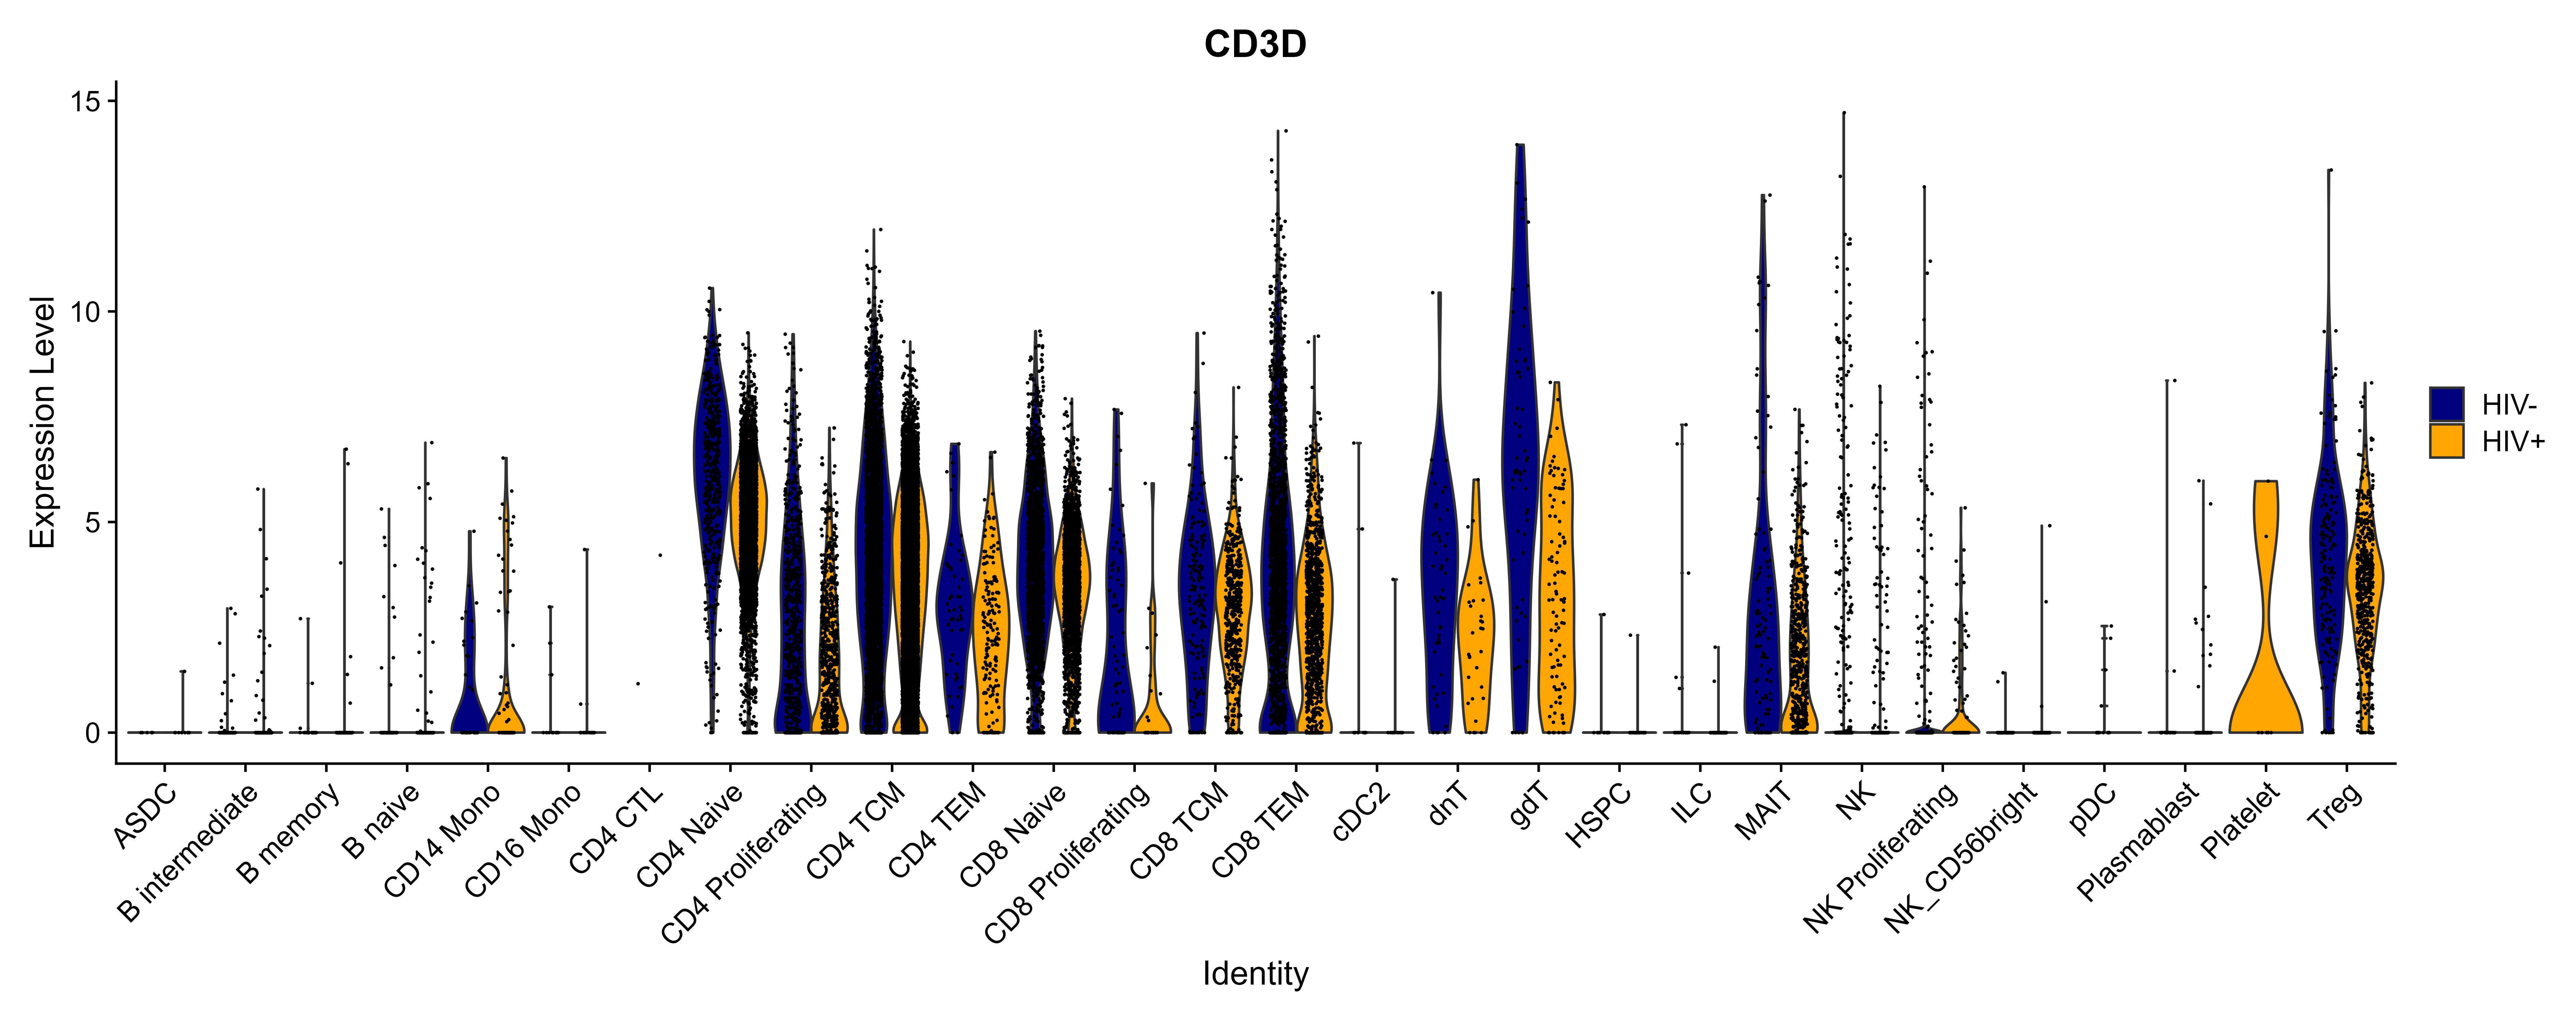 CD3D
Expression Level
15
10
5
0
ASDC
B intermediate
B memory
B naive
CD14 Mono
CD16 Mono
CD4 CTL
CD4 Naive
CD4 Proliferating
CD4 TCM
CD4 TEM
CD8 Naive
CD8 Proliferating
CD8 TCM
CD8 TEM
cDC2
dnT
gdT
HSPC
ILC
MAIT
NK
NK Proliferating
NK_CD56bright
pDC
Plasmablast
Platelet
Treg
Identity
HIV-
HIV+